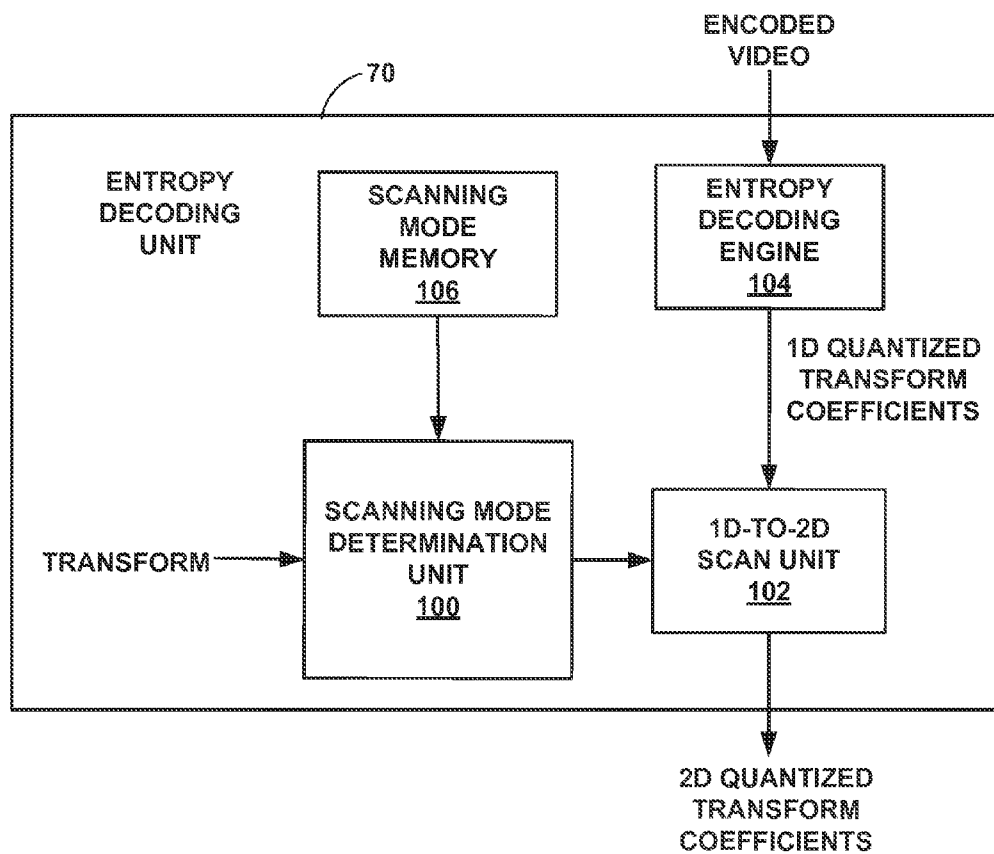 ENCODED
VIDEO
70
ENTROPY
DECODING
UNIT
SCANNING
MODE
MEMORY
106
ENTROPY
DECODING
ENGINE
104
1D QUANTIZED
TRANSFORM
COEFFICIENTS
TRANSFORM
SCANNING MODE
DETERMINATION
UNIT
100
1D-TO-2D
SCAN UNIT
102
2D QUANTIZED
TRANSFORM
COEFFICIENTS